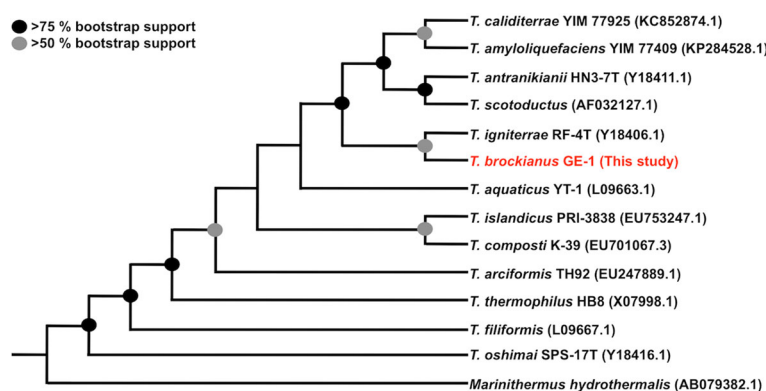 >75 % bootstrap support
>50 % bootstrap support
T. caliditerrae YIM 77925 (KC852874.1)
T. amyloliquefaciens YIM 77409 (KP284528.1)
T. antranikianii HN3-7T (Y18411.1)
T. scotoductus (AF032127.1)
T. igniterrae RF-4T (Y18406.1)
T. brockianus GE-1 (This study)
T. aquaticus YT-1 (L09663.1)
T. islandicus PRI-3838 (EU753247.1)
T. composti K-39 (EU701067.3)
T. arciformis TH92 (EU247889.1)
T. thermophilus HB8 (X07998.1)
T. filiformis (L09667.1)
T. oshimai SPS-17T (Y18416.1)
Marinithermus hydrothermalis (AB079382.1)